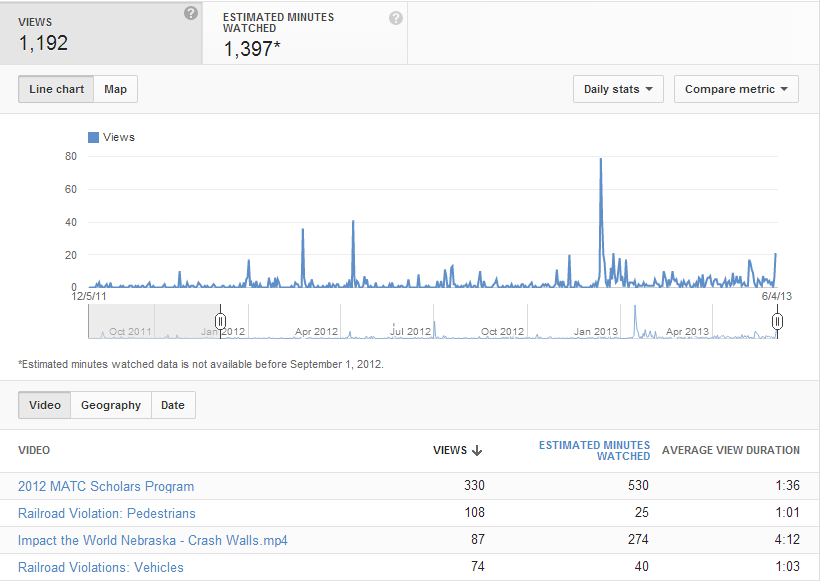 VIEWS
?
1,192
ESTIMATED MINUTES
WATCHED
?
1,397*
Line chart
Map
Daily stats
Compare metric
Views
80
60
40
20
0
12/5/11
6/4/13
Oct 2011
Jan 2012
Apr 2012
Jul 2012
Oct 2012
Jan 2013
Apr 2013
*Estimated minutes watched data is not available before September 1, 2012.
Video
Geography
Date
VIDEO
VIEWS
ESTIMATED MINUTES
WATCHED
AVERAGE VIEW DURATION
2012 MATC Scholars Program 330 530 1:36
Railroad Violation: Pedestrians 108 25 1:01
Impact the World Nebraska - Crash Walls.mp4 87 274 4:12
Railroad Violations: Vehicles 74 40 1:03